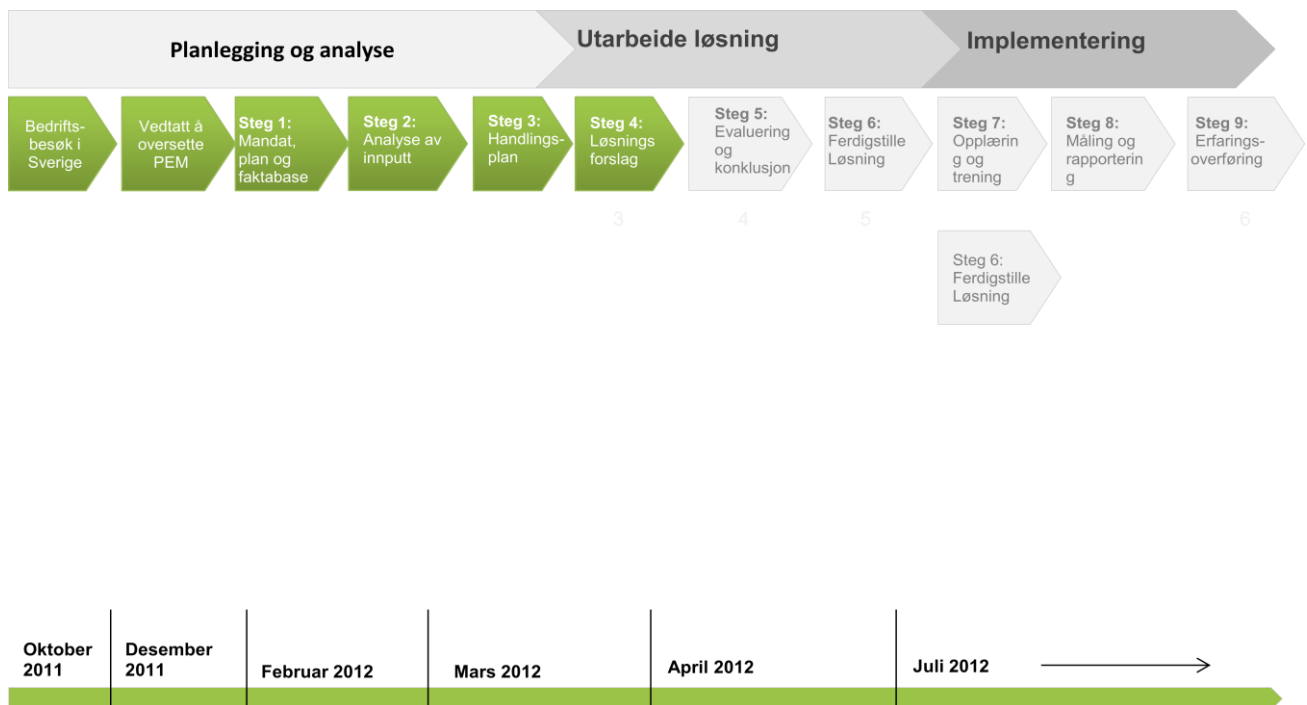 Planlegging og analyse
Utarbeide løsning
Implementering
Bedrifts-
besøk i
Sverige
Vedtatt å
oversette
PEM
Steg 1:
Mandat,
plan og
faktabase
Steg 2:
Analyse av
innputt
Steg 3:
Handlings-
plan
Steg 4:
Løsnings
forslag
Steg 5:
Evaluering
og
konklusjon
Steg 6:
Ferdigstille
Løsning
Steg 7:
Opplærin
g og
trening
Steg 8:
Måling og
rapporterin
g
Steg 9:
Erfarings-
overføring
3
4
5
6
Steg 6:
Ferdigstille
Løsning
Oktober
2011
Desember
2011
Februar 2012
Mars 2012
April 2012
Juli 2012